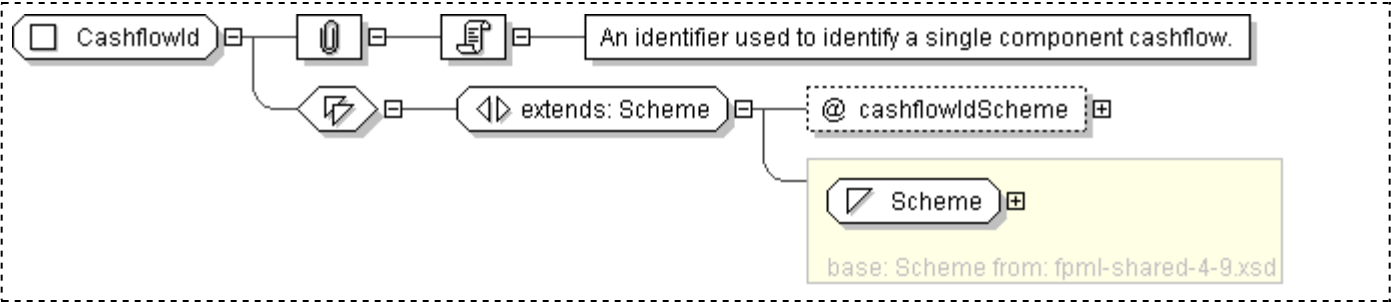 CashflowId
An identifier used to identify a single component cashflow.
extends: Scheme
@ cashflowIdScheme
Scheme
base: Scheme from: fpml-shared-4-9.xsd